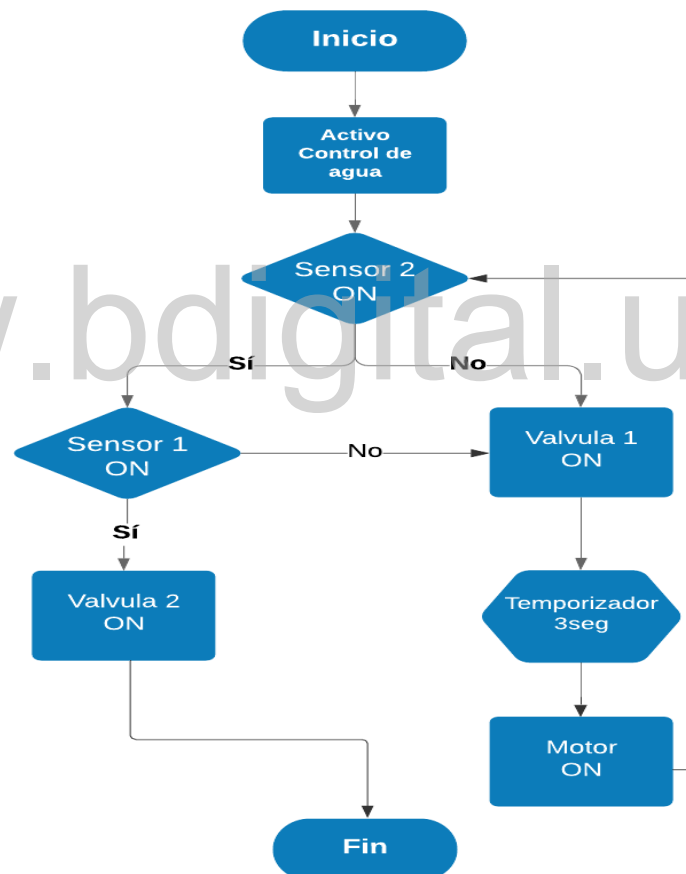 Inicio
Activo
Control de
agua
Sensor 2
ON
w.bdigital.u
Sí
No
Sensor 1
ON
No
Valvula 1
ON
Sí
Valvula 2
ON
Temporizador
3seg
Motor
ON
Fin